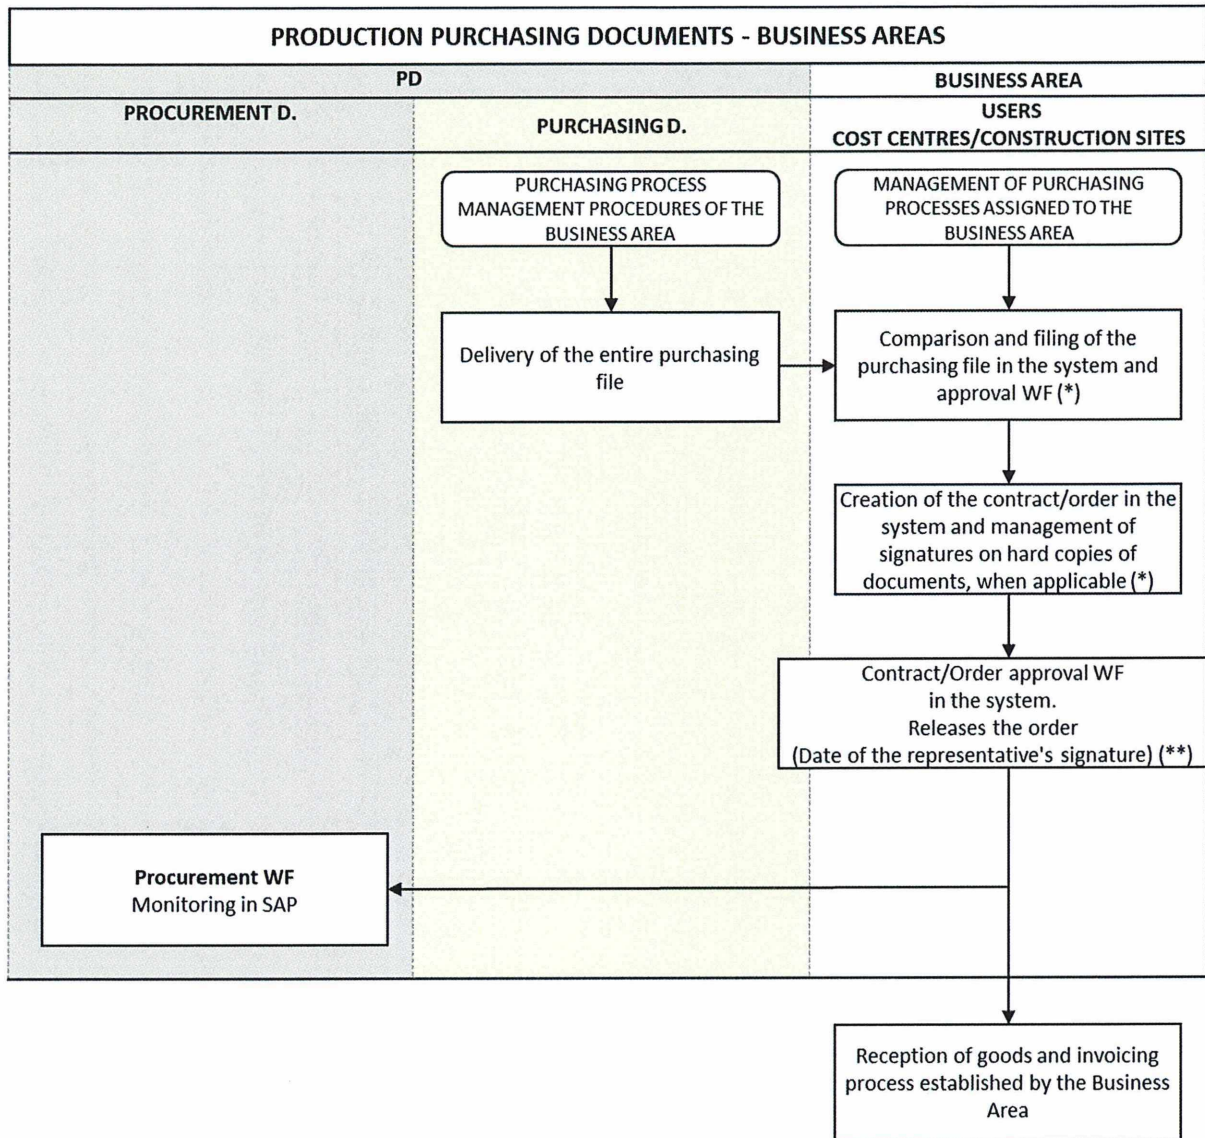 PRODUCTION PURCHASING DOCUMENTS - BUSINESS AREAS
PD
BUSINESS AREA
PROCUREMENT D.
PURCHASING D.
USERS
COST CENTRES/CONSTRUCTION SITES
PURCHASING PROCESS
MANAGEMENT PROCEDURES OF THE
BUSINESS AREA
MANAGEMENT OF PURCHASING
PROCESSES ASSIGNED TO THE
BUSINESS AREA
Delivery of the entire purchasing
file
Comparison and filing of the
purchasing file in the system and
approval WF (*)
Creation of the contract/order in the
system and management of
signatures on hard copies of
documents, when applicable (*)
Contract/Order approval WF
in the system.
Releases the order
(Date of the representative's signature) (**)
Procurement WF
Monitoring in SAP
Reception of goods and invoicing
process established by the Business
Area